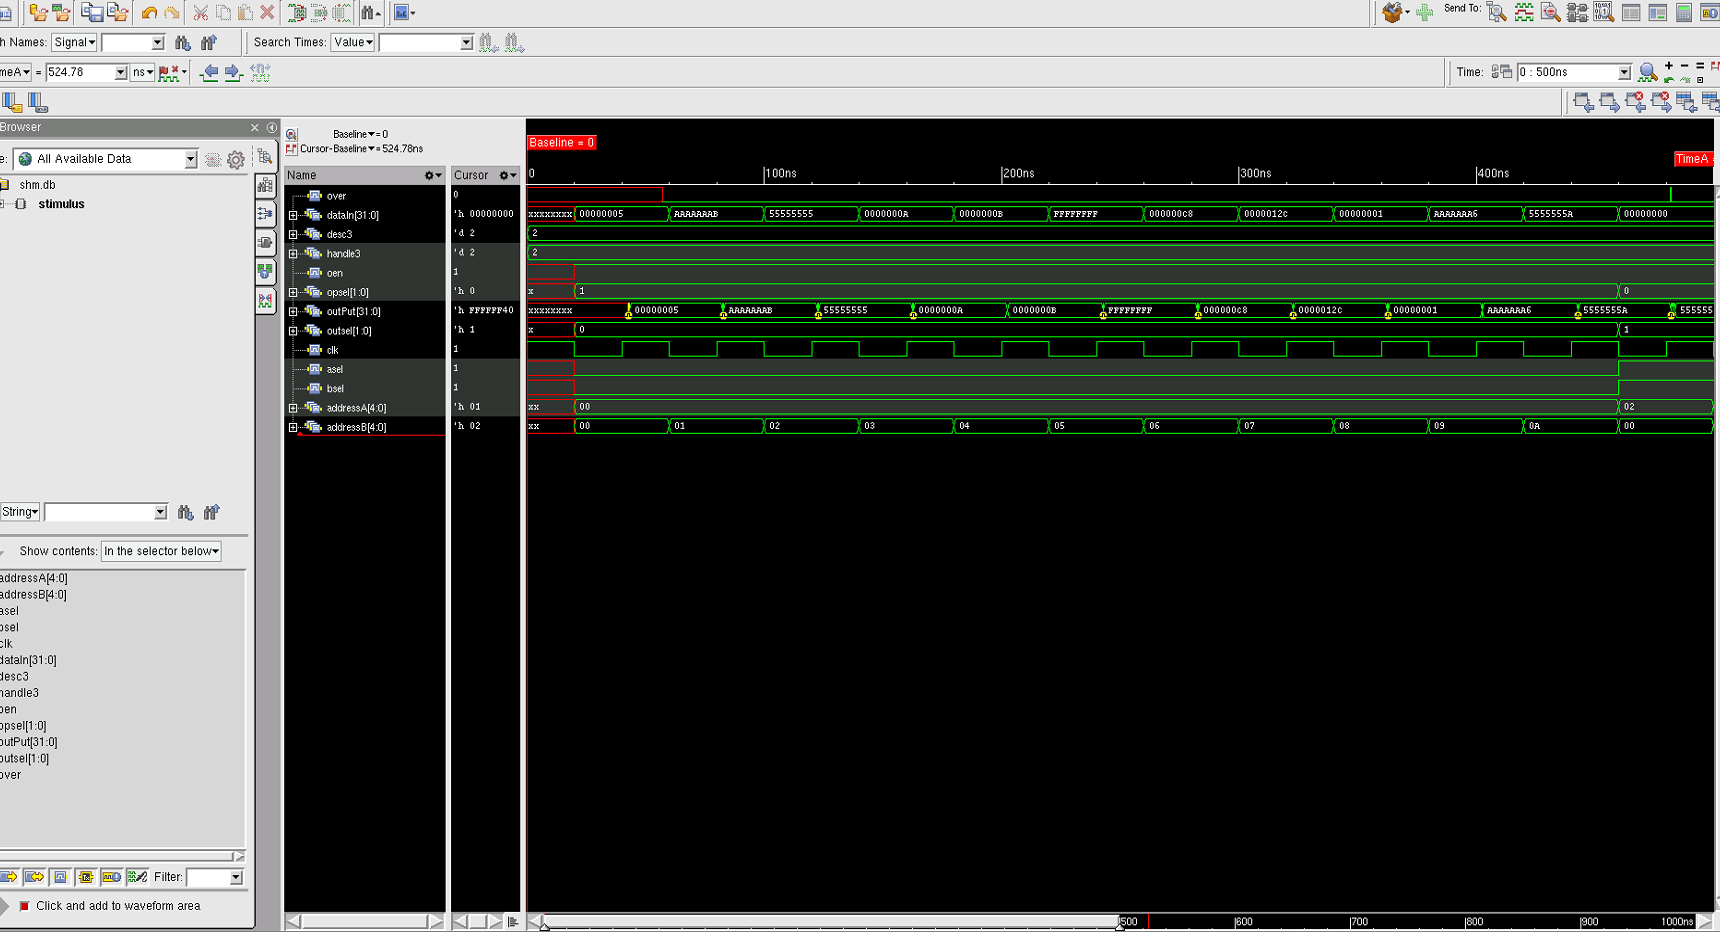 Send To:
h Names: Signal
Search Times: Value
meA = 524.78 ns
Time: 0 : 500ns
Browser
Baseline = 0
Cursor-Baseline = 524.78ns
Baseline = 0
TimeA =
e: All Available Data
Name Cursor
0 100ns 200ns 300ns 400ns
shm.db
stimulus
over 0
dataIn[31:0] 'h 00000000 xxxxxxxx 00000005 AAAAAAAB 55555555 0000000A 0000000B FFFFFFFF 000000c8 0000012c 00000001 AAAAAAA6 5555555A 00000000
desc3 'd 2 2
handle3 'd 2 2
oen 1
opsel[1:0] 'h 0 x 1 0
outPut[31:0] 'h FFFFFF40 xxxxxxxx 00000005 AAAAAAAB 55555555 0000000A 0000000B FFFFFFFF 000000c8 0000012c 00000001 AAAAAAA6 5555555A 555555
outsel[1:0] 'h 1 x 0 1
clk 1
asel 1
bsel 1
addressA[4:0] 'h 01 xx 00 02
addressB[4:0] 'h 02 xx 00 01 02 03 04 05 06 07 08 09 0A 00
String
Show contents: In the selector below
addressA[4:0]
addressB[4:0]
asel
bsel
clk
dataIn[31:0]
desc3
handle3
oen
opsel[1:0]
outPut[31:0]
outsel[1:0]
over
Filter:
Click and add to waveform area
500 600 700 800 900 1000ns